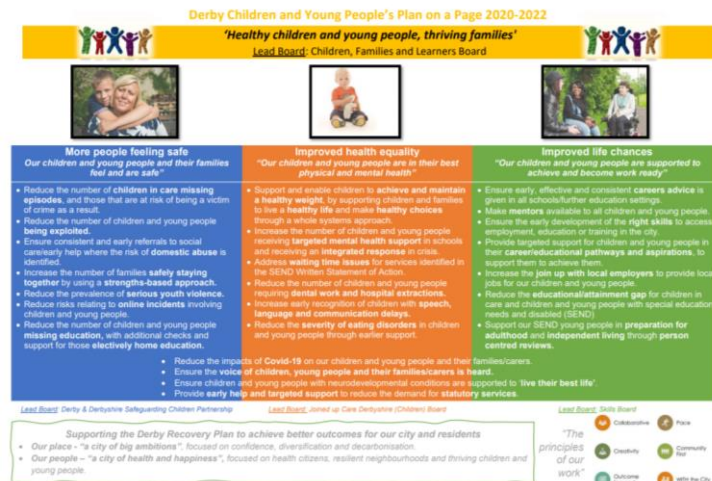 Derby Children and Young People's Plan on a Page 2020-2022
'Healthy children and young people, thriving families'
Lead Board: Children, Families and Learners Board
More people feeling safe
Our children and young people and their families
feel and are safe"
• Reduce the number of children in care missing
episodes, and those that are at risk of being a victim
of crime as a result.
• Reduce the number of children and young people
being exploited.
• Ensure consistent and early referrals to social
care/early help where the risk of domestic abuse is
identified.
• Increase the number of families safely staying
together by using a strengths-based approach.
• Reduce the prevalence of serious youth violence.
• Reduce risks relating to online incidents involving
children and young people.
• Reduce the number of children and young people
missing education, with additional checks and
support for those electively home education.
Improved health equality
"Our children and young people are in their best
physical and mental health"
• Support and enable children to achieve and maintain
a healthy weight, by supporting children and families
to live a healthy life and make healthy choices
through a whole systems approach.
• Increase the number of children and young people
receiving targeted mental health support in schools
and receiving an integrated response in crisis.
• Address waiting time issues for services identified in
the SEND Written Statement of Action.
• Reduce the number of children and young people
requiring dental work and hospital extractions.
• Increase early recognition of children with speech,
language and communication delays.
• Reduce the severity of eating disorders in children
and young people through earlier support.
Improved life chances
"Our children and young people are supported to
achieve and become work ready"
• Ensure early, effective and consistent careers advice is
given in all schools/further education settings.
• Make mentors available to all children and young people.
• Ensure the early development of the right skills to access
employment, education or training in the city.
• Provide targeted support for children and young people in
their career/educational pathways and aspirations, to
support them to achieve them.
• Increase the join up with local employers to provide local
jobs for our children and young people.
• Reduce the educational/attainment gap for children in
care and children and young people with special education
needs and disabled (SEND)
• Support our SEND young people in preparation for
adulthood and independent living through person
centred reviews.
• Reduce the impacts of Covid-19 on our children and young people and their families/carers.
• Ensure the voice of children, young people and their families/carers is heard.
• Ensure children and young people with neurodevelopmental conditions are supported to 'live their best life'.
• Provide early help and targeted support to reduce the demand for statutory services.
Lead Board: Derby & Derbyshire Safeguarding Children Partnership
Lead Board: Joined up Care Derbyshire (Children) Board
Lead Board: Skills Board
Supporting the Derby Recovery Plan to achieve better outcomes for our city and residents
• Our place - "a city of big ambitions", focused on confidence, diversification and decarbonisation.
• Our people – "a city of health and happiness", focused on health citizens, resilient neighbourhoods and thriving children and
young people.
"The
principles
of our
work"
Collaborative
Pace
Creativity
Community
first
Outcome
With the City